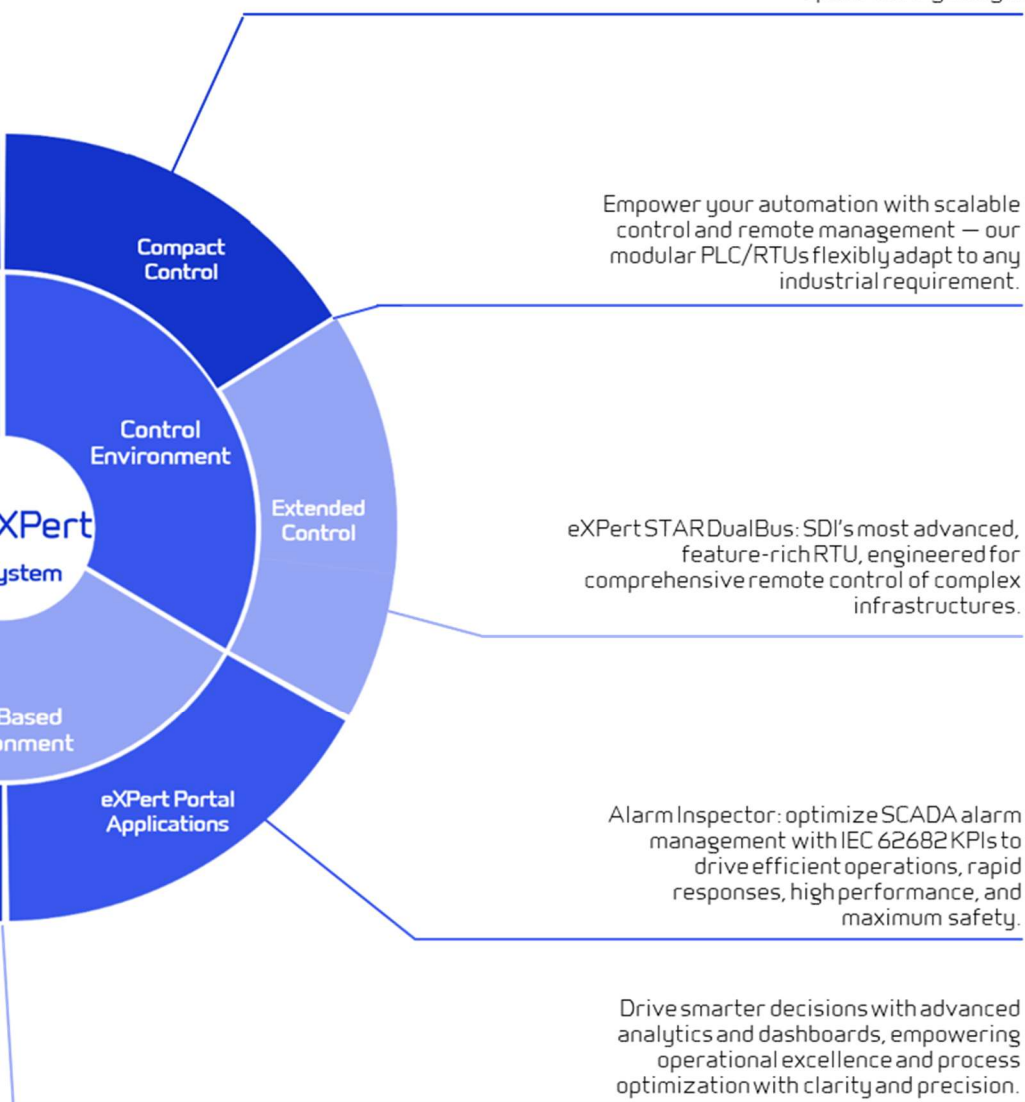 Empower your automation with scalable
control and remote management — our
modular PLC/RTUs flexibly adapt to any
industrial requirement.
Compact
Control
Control
Environment
Extended
Control
XPert
ystem
eXPert STAR DualBus: SDI's most advanced,
feature-rich RTU, engineered for
comprehensive remote control of complex
infrastructures.
Based
onment
eXPert Portal
Applications
Alarm Inspector: optimize SCADA alarm
management with IEC 62682 KPIs to
drive efficient operations, rapid
responses, high performance, and
maximum safety.
Drive smarter decisions with advanced
analytics and dashboards, empowering
operational excellence and process
optimization with clarity and precision.